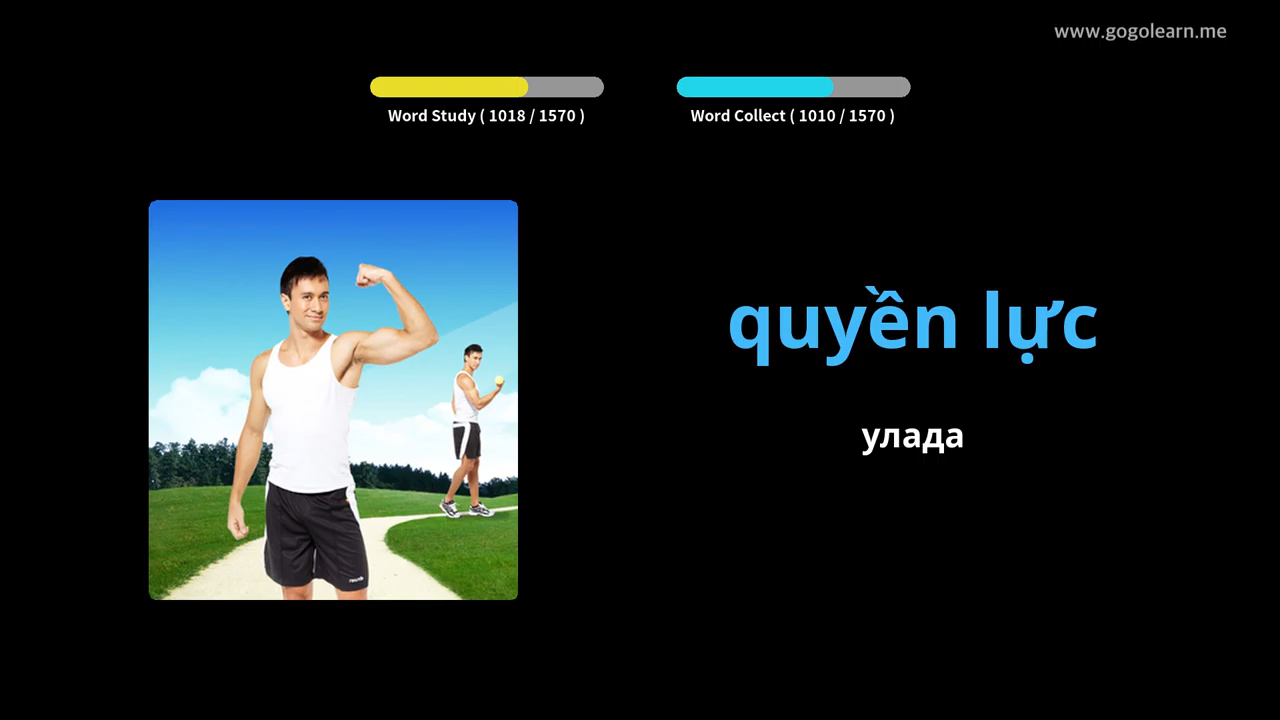 www.gogolearn.me
Word Study ( 1018 / 1570 )
Word Collect ( 1010 / 1570 )
quyền lực
улада